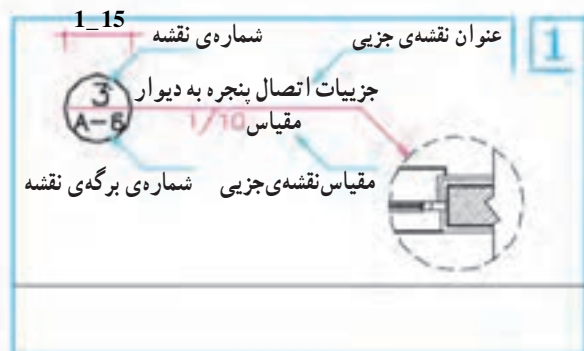 1_15
عنوان نقشه‌ی جزیی
شماره‌ی نقشه
1
جزییات اتصال پنجره به دیوار
3
A-6
مقیاس 1/10
مقیاس نقشه‌ی جزیی
شماره‌ی برگه‌ی نقشه